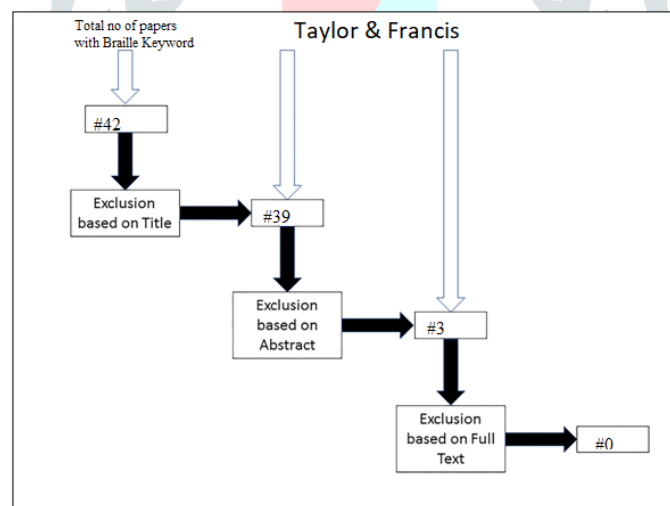 Total no of papers
with Braille Keyword
Taylor & Francis
#42
Exclusion
based on Title
#39
Exclusion
based on
Abstract
#3
Exclusion
based on Full
Text
#0